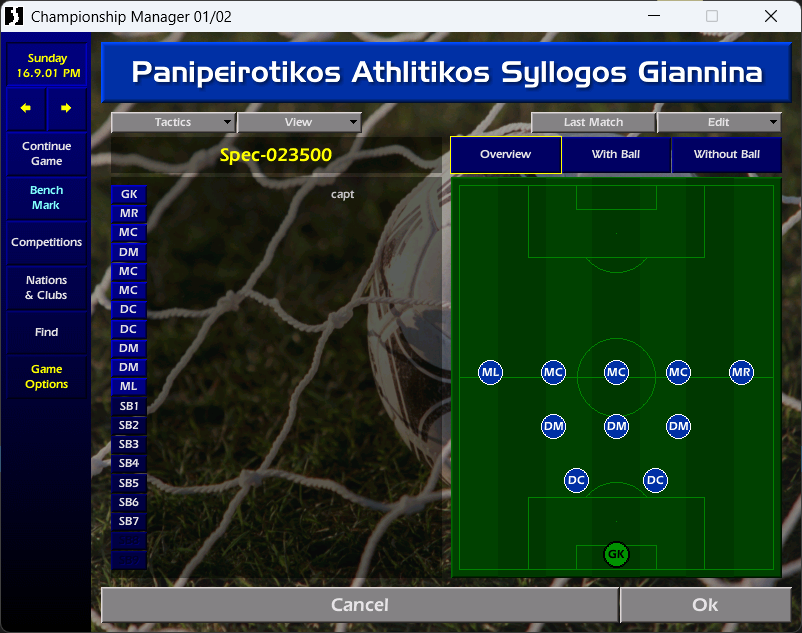 Championship Manager 01/02
Sunday
16.9.01 PM
Continue
Game
Bench
Mark
Competitions
Nations
& Clubs
Find
Game
Options
Panipeirotikos Athlitikos Syllogos Giannina
Tactics View Last Match Edit
Spec-023500
Overview With Ball Without Ball
GK capt
MR
MC
DM
MC
MC
DC
DC
DM
DM
ML
SB1
SB2
SB3
SB4
SB5
SB6
SB7
ML MC MC MC MR
DM DM DM
DC DC
GK
Cancel Ok